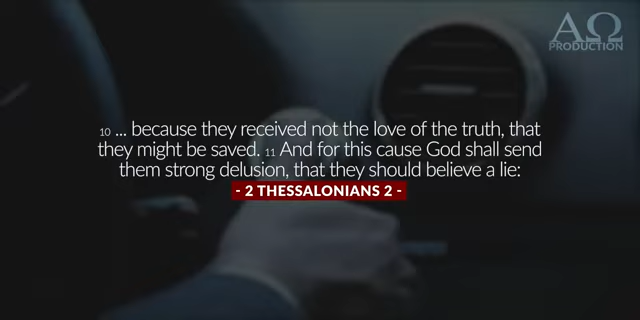 ΑΩ
PRODUCTION
10 ... because they received not the love of the truth, that
they might be saved. 11 And for this cause God shall send
them strong delusion, that they should believe a lie:
- 2 THESSALONIANS 2 -